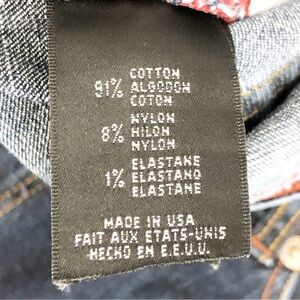 COTTON
91% ALGODON
COTON
NYLON
8% NILON
NYLON
ELASTANE
1% ELASTANO
ELASTANE
MADE IN USA
FAIT AUX ETATS-UNIS
HECHO EN E.E.U.U.